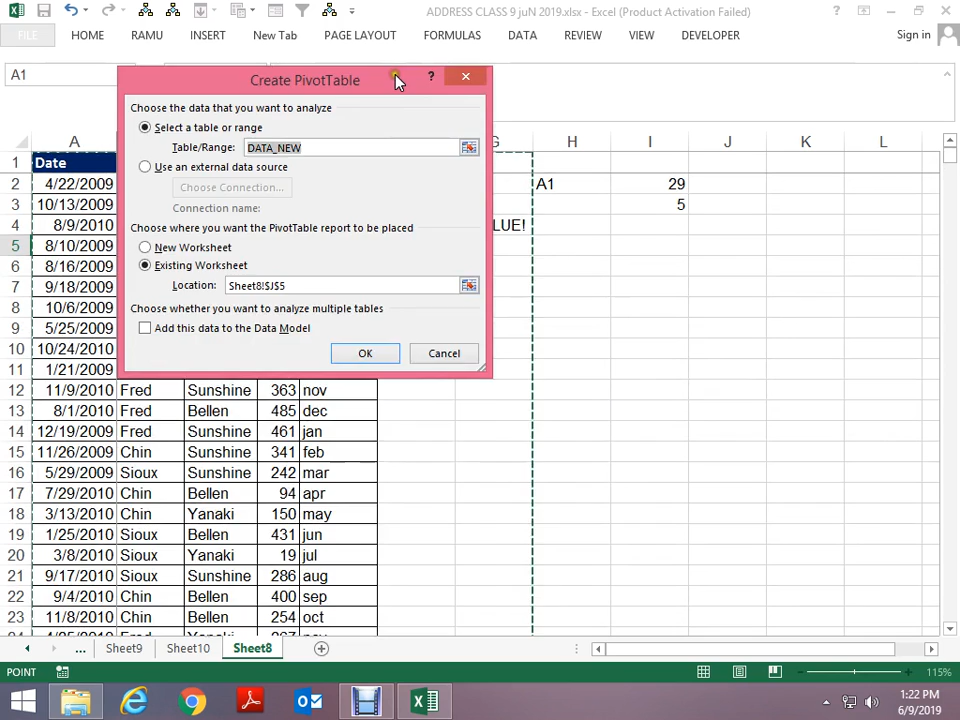 ADDRESS CLASS 9 juN 2019.xlsx - Excel (Product Activation Failed)
FILE HOME RAMU INSERT New Tab PAGE LAYOUT FORMULAS DATA REVIEW VIEW DEVELOPER Sign in
A1
Create PivotTable
Choose the data that you want to analyze
Select a table or range
Table/Range: DATA_NEW
Use an external data source
Choose Connection...
Connection name:
Choose where you want the PivotTable report to be placed
New Worksheet
Existing Worksheet
Location: Sheet8!$J$5
Choose whether you want to analyze multiple tables
Add this data to the Data Model
OK Cancel
A G H I J K L
1 Date
2 4/22/2009 A1 29
3 10/13/2009 5
4 8/9/2010 LUE!
5 8/10/2009
6 8/16/2009
7 9/18/2010
8 10/6/2010
9 5/25/2009
10 10/24/2010
11 1/21/2009
12 11/9/2010 Fred Sunshine 363 nov
13 8/1/2010 Fred Bellen 485 dec
14 12/19/2009 Fred Sunshine 461 jan
15 11/26/2009 Chin Sunshine 341 feb
16 5/29/2009 Sioux Sunshine 242 mar
17 7/29/2010 Chin Bellen 94 apr
18 3/13/2010 Chin Yanaki 150 may
19 1/25/2010 Sioux Bellen 431 jun
20 3/8/2010 Sioux Yanaki 19 jul
21 9/17/2010 Sioux Sunshine 286 aug
22 9/4/2010 Chin Bellen 400 sep
23 11/8/2010 Chin Bellen 254 oct
... Sheet9 Sheet10 Sheet8
POINT 115%
1:22 PM
6/9/2019